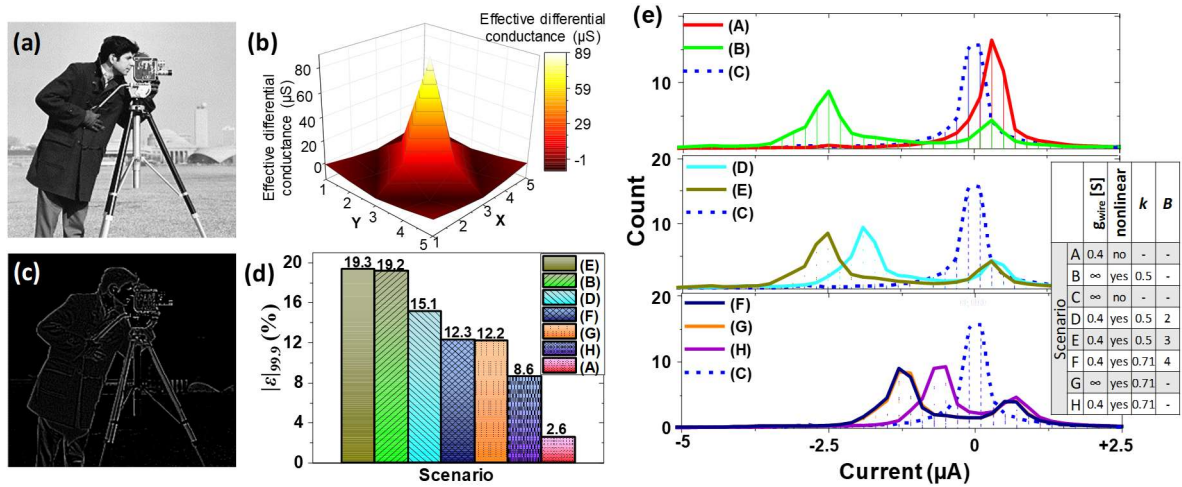 (a)
(b)
Effective differential
conductance (µS)
Effective differential
conductance (µS)
80
60
40
20
0
1
2
3
4
5
Y
1
2
3
4
5
X
89
59
29
-1
(c)
(d)
|ε|99.9 (%)
20
16
12
8
4
0
19.3
19.2
15.1
12.3
12.2
8.6
2.6
(E)
(B)
(D)
(F)
(G)
(H)
(A)
Scenario
(e)
Count
10
(A)
(B)
(C)
20
10
0
(D)
(E)
(C)
20
10
0
(F)
(G)
(H)
(C)
-5
-2.5
0
+2.5
Current (µA)
Scenario
gwire [S] nonlinear k B
A 0.4 no - -
B ∞ yes 0.5 -
C ∞ no - -
D 0.4 yes 0.5 2
E 0.4 yes 0.5 3
F 0.4 yes 0.71 4
G ∞ yes 0.71 -
H 0.4 yes 0.71 -